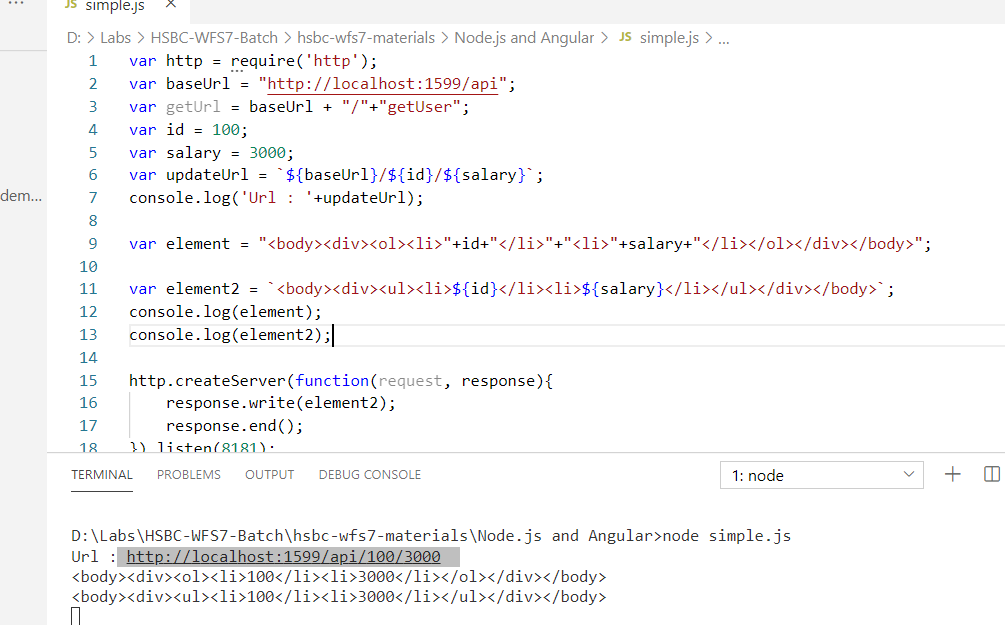 ... JS simple.js ×
D: > Labs > HSBC-WFS7-Batch > hsbc-wfs7-materials > Node.js and Angular > JS simple.js > ...
1 var http = require('http');
2 var baseUrl = "http://localhost:1599/api";
3 var getUrl = baseUrl + "/"+"getUser";
4 var id = 100;
5 var salary = 3000;
6 var updateUrl = `${baseUrl}/${id}/${salary}`;
dem...
7 console.log('Url : '+updateUrl);
8
9 var element = "<body><div><ol><li>"+id+"</li>"+"<li>"+salary+"</li></ol></div></body>";
10
11 var element2 = `<body><div><ul><li>${id}</li><li>${salary}</li></ul></div></body>`;
12 console.log(element);
13 console.log(element2);
14
15 http.createServer(function(request, response){
16 response.write(element2);
17 response.end();
18 }).listen(8181);
TERMINAL PROBLEMS OUTPUT DEBUG CONSOLE 1: node
D:\Labs\HSBC-WFS7-Batch\hsbc-wfs7-materials\Node.js and Angular>node simple.js
Url : http://localhost:1599/api/100/3000
<body><div><ol><li>100</li><li>3000</li></ol></div></body>
<body><div><ul><li>100</li><li>3000</li></ul></div></body>